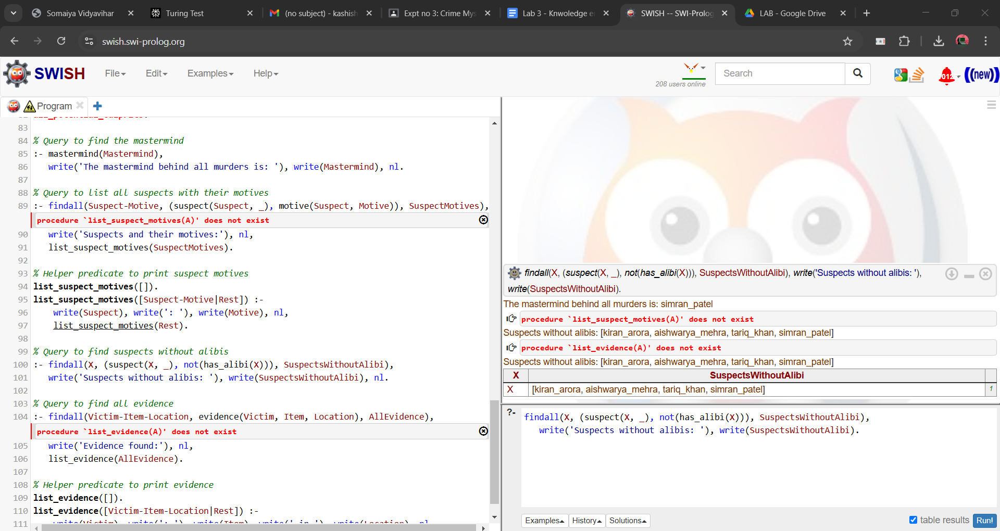 Somaiya Vidyavihar
Turing Test
(no subject) - kashish
Expt no 3: Crime Mys
Lab 3 - Knwoledge e
SWISH -- SWI-Prolog
LAB - Google Drive
swish.swi-prolog.org
SWISH
File
Edit
Examples
Help
208 users online
Search
012
((new))
Program
83
84 % Query to find the mastermind
85 :- mastermind(Mastermind),
86 write('The mastermind behind all murders is: '), write(Mastermind), nl.
87
88 % Query to list all suspects with their motives
89 :- findall(Suspect-Motive, (suspect(Suspect, _), motive(Suspect, Motive)), SuspectMotives),
procedure `list_suspect_motives(A)' does not exist
90 write('Suspects and their motives:'), nl,
91 list_suspect_motives(SuspectMotives).
92
93 % Helper predicate to print suspect motives
94 list_suspect_motives([]).
95 list_suspect_motives([Suspect-Motive|Rest]) :-
96 write(Suspect), write(': '), write(Motive), nl,
97 list_suspect_motives(Rest).
98
99 % Query to find suspects without alibis
100 :- findall(X, (suspect(X, _), not(has_alibi(X))), SuspectsWithoutAlibi),
101 write('Suspects without alibis: '), write(SuspectsWithoutAlibi), nl.
102
103 % Query to find all evidence
104 :- findall(Victim-Item-Location, evidence(Victim, Item, Location), AllEvidence),
procedure `list_evidence(A)' does not exist
105 write('Evidence found:'), nl,
106 list_evidence(AllEvidence).
107
108 % Helper predicate to print evidence
109 list_evidence([]).
110 list_evidence([Victim-Item-Location|Rest]) :-
111 write(Victim), write(': '), write(Item), write(' in '), write(Location), nl
findall(X, (suspect(X, _), not(has_alibi(X))), SuspectsWithoutAlibi), write('Suspects without alibis: '),
write(SuspectsWithoutAlibi).
The mastermind behind all murders is: simran_patel
procedure `list_suspect_motives(A)' does not exist
Suspects without alibis: [kiran_arora, aishwarya_mehra, tariq_khan, simran_patel]
procedure `list_evidence(A)' does not exist
Suspects without alibis: [kiran_arora, aishwarya_mehra, tariq_khan, simran_patel]
X SuspectsWithoutAlibi
X [kiran_arora, aishwarya_mehra, tariq_khan, simran_patel] 1
?- findall(X, (suspect(X, _), not(has_alibi(X))), SuspectsWithoutAlibi),
write('Suspects without alibis: '), write(SuspectsWithoutAlibi).
Examples History Solutions
table results Run!